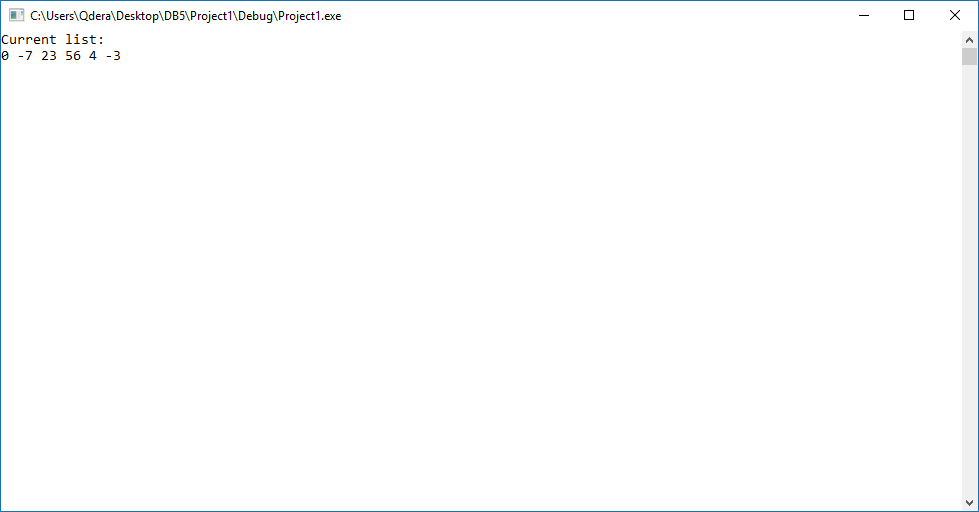 C:\Users\Qdera\Desktop\DB5\Project1\Debug\Project1.exe
Current list:
0 -7 23 56 4 -3